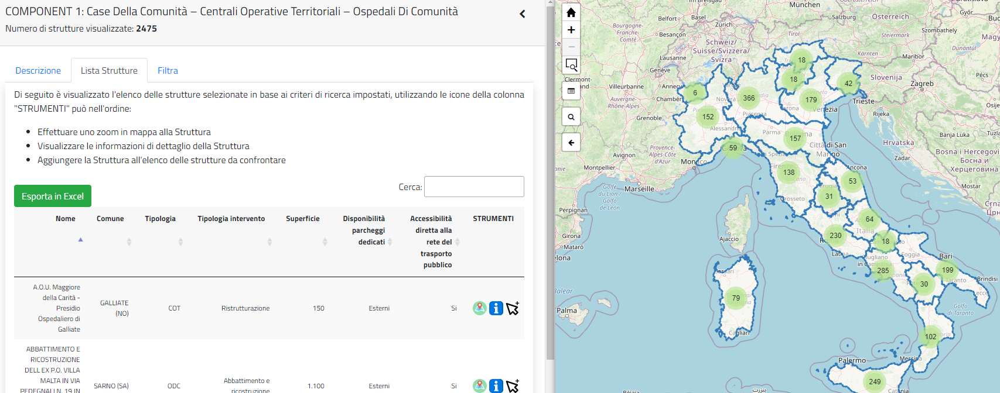 COMPONENT 1: Case Della Comunità – Centrali Operative Territoriali – Ospedali Di Comunità
Numero di strutture visualizzate: 2475
Descrizione
Lista Strutture
Filtra
Di seguito è visualizzato l'elenco delle strutture selezionate in base ai criteri di ricerca impostati, utilizzando le icone della colonna
"STRUMENTI" può nell'ordine:
Effettuare uno zoom in mappa alla Struttura
Visualizzare le informazioni di dettaglio della Struttura
Aggiungere la Struttura all'elenco delle strutture da confrontare
Esporta in Excel
Cerca:
Nome
Comune
Tipologia
Tipologia intervento
Superficie
Disponibilità
parcheggi
dedicati
Accessibilità
diretta alla
rete del
trasporto
pubblico
STRUMENTI
A.O.U. Maggiore
della Carità -
Presidio
Ospedaliero di
Galliate
GALLIATE
(NO)
COT
Ristrutturazione
150
Esterni
Si
ABBATTIMENTO E
RICOSTRUZIONE
DELL EX P.O. VILLA
MALTA IN VIA
PEDEGNALI N. 19 IN
SARNO (SA)
ODC
Abbattimento e
ricostruzione
1.100
Esterni
Si
München
Salzburg
Österreich
Győr
Szombathely
Belfort
Basel
Zürich
Bourgogne-
Franche-
Comté
Besançon
Schweiz/
Suisse/Svizzera/
Svizra
Tirol
Steiermark
Kärnten
Maribor
Dunántúl
Lausanne
Genève
Clermont-
Villeurbanne
Annecy
Chambéry
Auvergne-
Rhône-Alpes
Grenoble
Slovenija
Zagreb
Pécs
Trieste
Rijeka
Osijek
Venezia
Novara
Piacenza
Alessandria
Parma
Città di San
Marino
Hrvatska
Banja Luka
Zadar
Bosna i Hercegovina
Босна и
Херцеговина
Mostar
Provence-
Alpes-Côte
d'Azur
Avignon
Montpellier
Monaco
Marseille
Golfe
du Lion /
Golfo
de León
Perpignan
Girona
Mataró
Ajaccio
Ancona
Grosseto
Italia
Latina
Giugliano
in Campania
Foggia
Bari
Taranto
Brindisi
Lecce
Golfo
di Taranto
Sassari
Cagliari
Palma
Palermo
Messina
Catania
Béjaïa
بنزرت
18
18
42
6
366
179
152
157
59
138
53
31
64
230
18
285
199
30
79
102
249